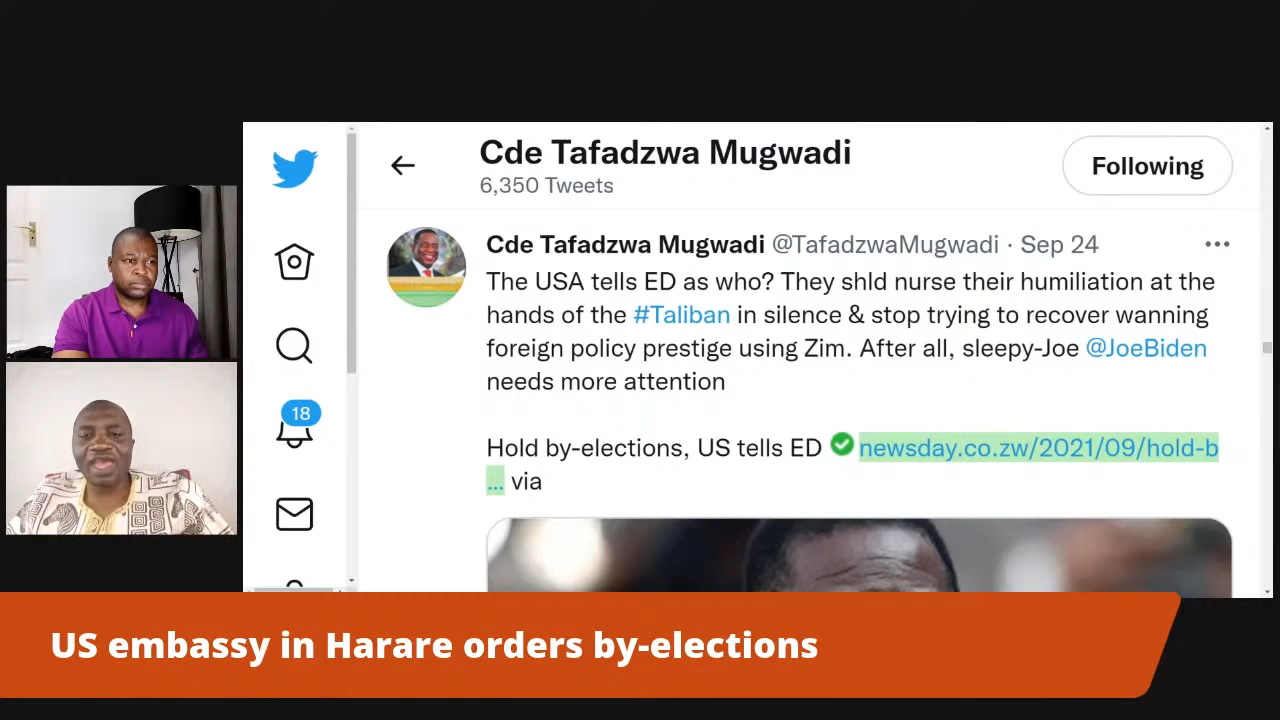 Cde Tafadzwa Mugwadi
6,350 Tweets
Following
Cde Tafadzwa Mugwadi @TafadzwaMugwadi · Sep 24
The USA tells ED as who? They shld nurse their humiliation at the
hands of the #Taliban in silence & stop trying to recover wanning
foreign policy prestige using Zim. After all, sleepy-Joe @JoeBiden
needs more attention
Hold by-elections, US tells ED newsday.co.zw/2021/09/hold-b
... via
18
US embassy in Harare orders by-elections